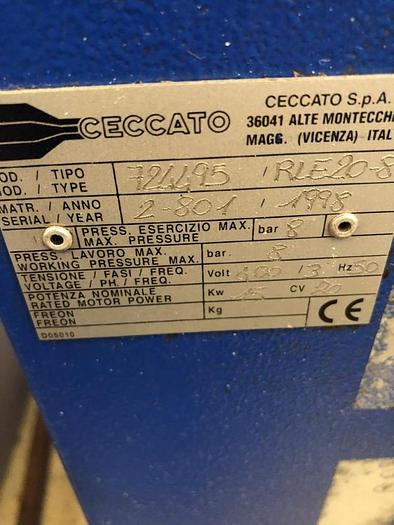 CECCATO
CECCATO S.p.A.
36041 ALTE MONTECCH
MAGG. (VICENZA) ITAL
OD. / TIPO 724495 / RLE20-8
MOD. / TYPE
MATR. / ANNO 2-801 / 1998
SERIAL / YEAR
PRESS. ESERCIZIO MAX. bar 8
MAX. PRESSURE
PRESS. LAVORO MAX. bar. 8
WORKING PRESSURE MAX.
TENSIONE / FASI / FREQ. Volt 400 / 3 Hz 50
VOLTAGE / PH. / FREQ.
POTENZA NOMINALE Kw 15 CV 20
RATED MOTOR POWER
FREON Kg
FREON
CE
D05010